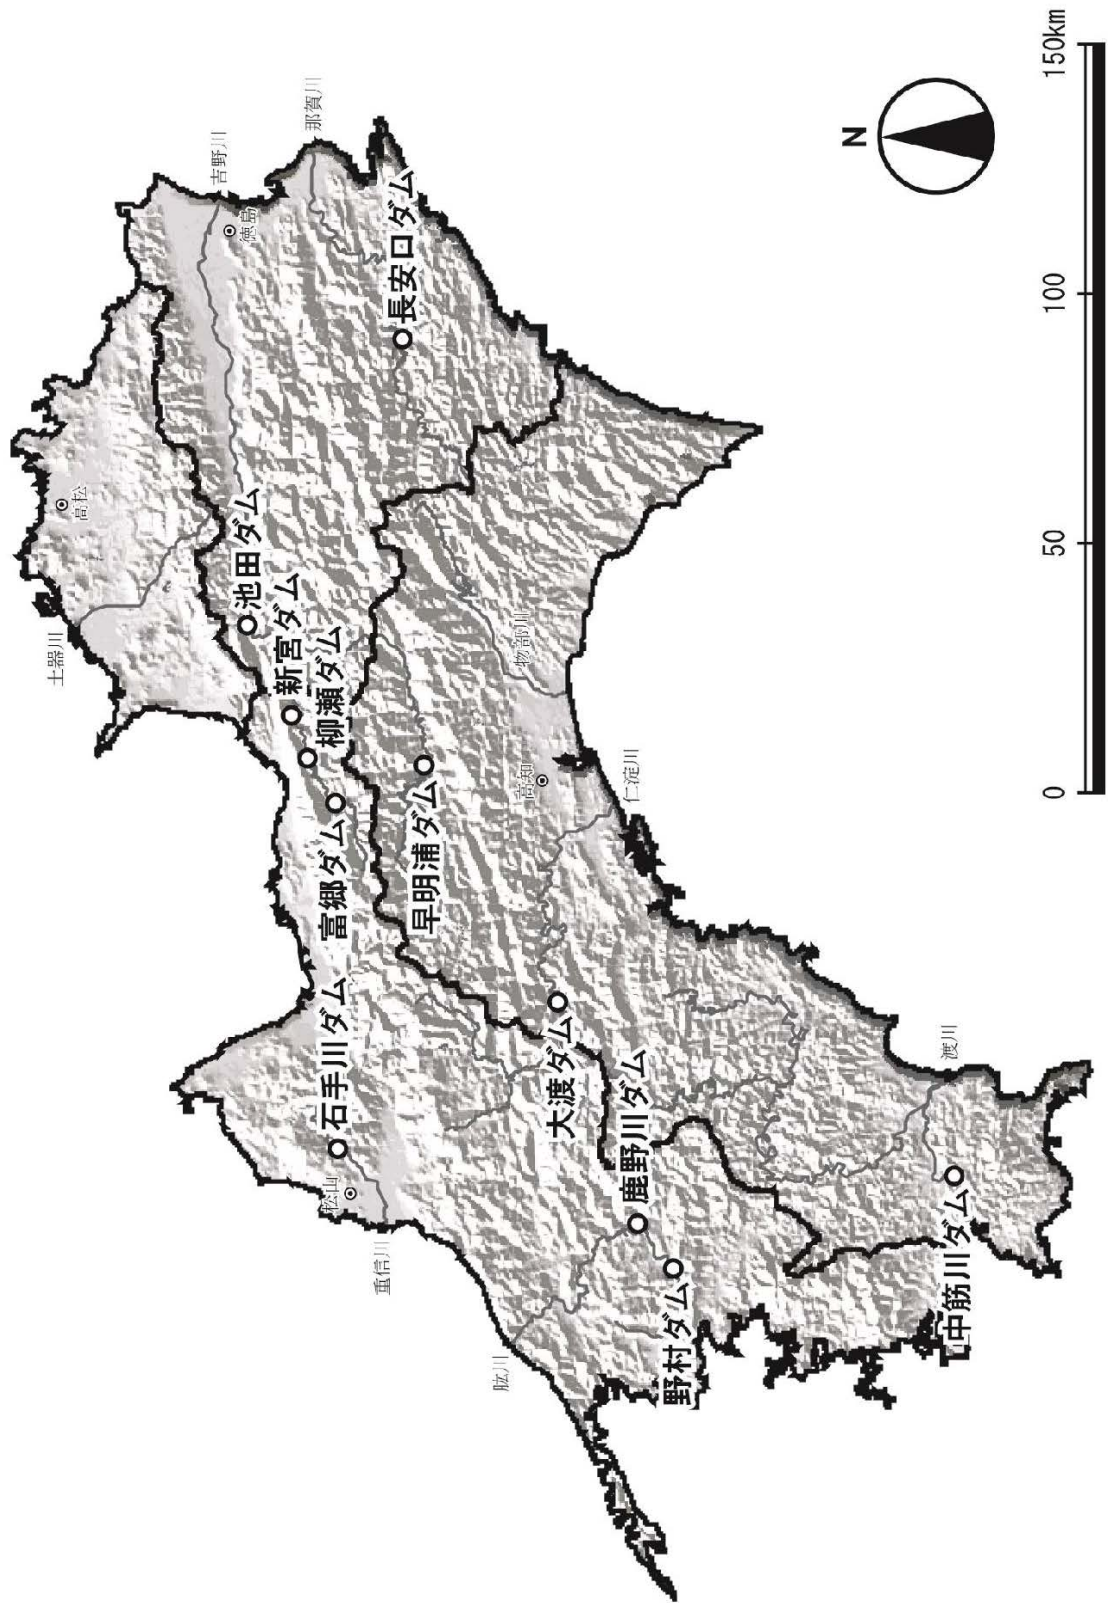 土器川
高松
吉野川
徳島
那賀川
池田ダム
新宮ダム
柳瀬ダム
富郷ダム
早明浦ダム
長安口ダム
物部川
高知
仁淀川
石手川ダム
松山
重信川
大渡ダム
鹿野川ダム
野村ダム
肱川
渡川
中筋川ダム
N
0
50
100
150km